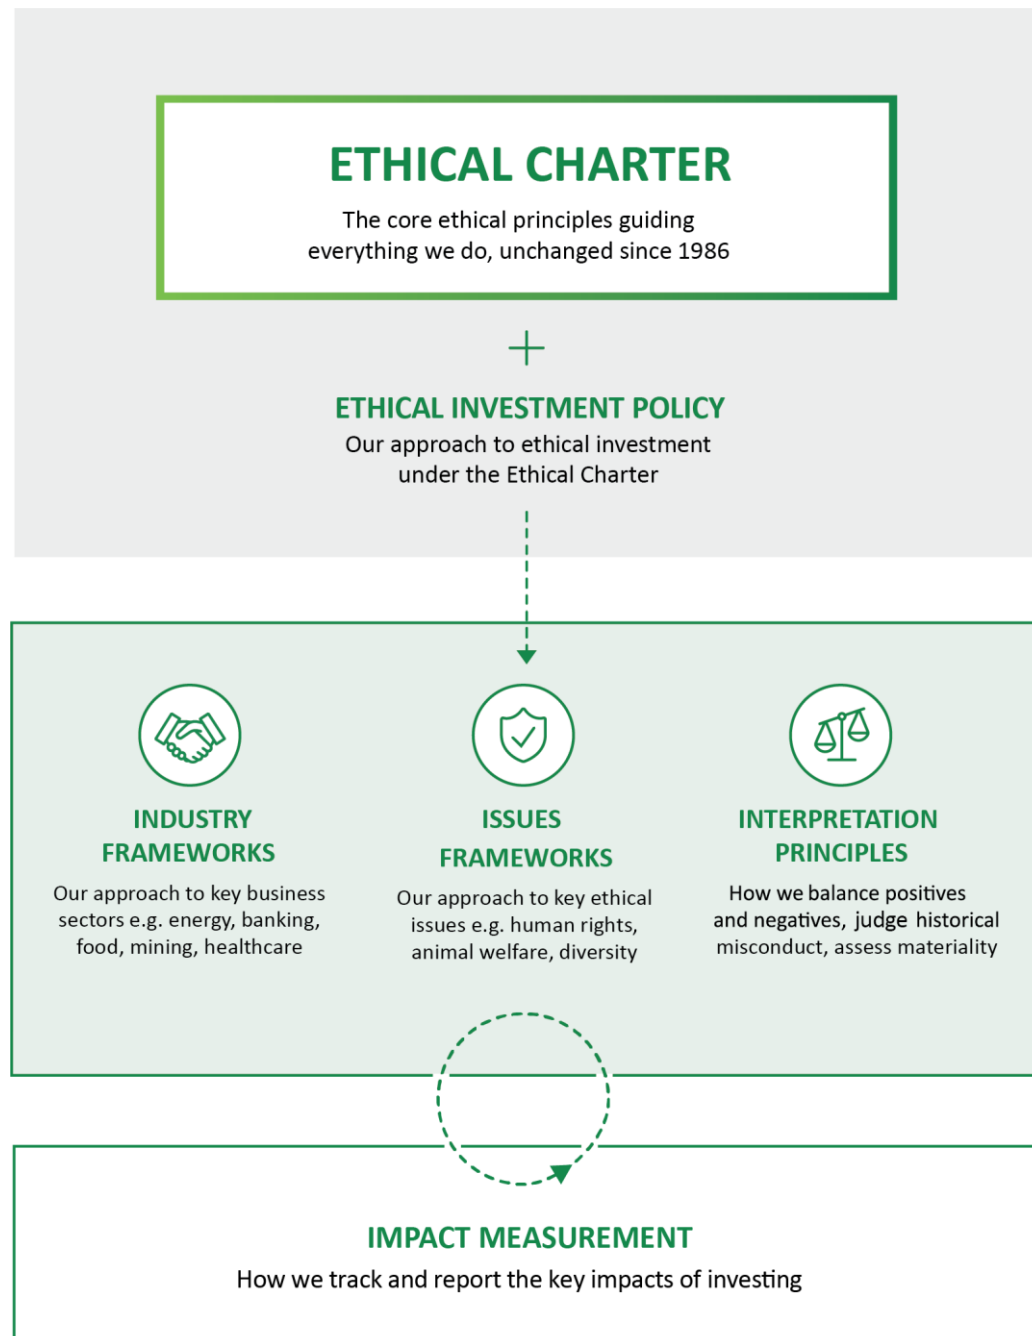 ETHICAL CHARTER
The core ethical principles guiding
everything we do, unchanged since 1986
ETHICAL INVESTMENT POLICY
Our approach to ethical investment
under the Ethical Charter
INDUSTRY
FRAMEWORKS
Our approach to key business
sectors e.g. energy, banking,
food, mining, healthcare
ISSUES
FRAMEWORKS
Our approach to key ethical
issues e.g. human rights,
animal welfare, diversity
INTERPRETATION
PRINCIPLES
How we balance positives
and negatives, judge historical
misconduct, assess materiality
IMPACT MEASUREMENT
How we track and report the key impacts of investing